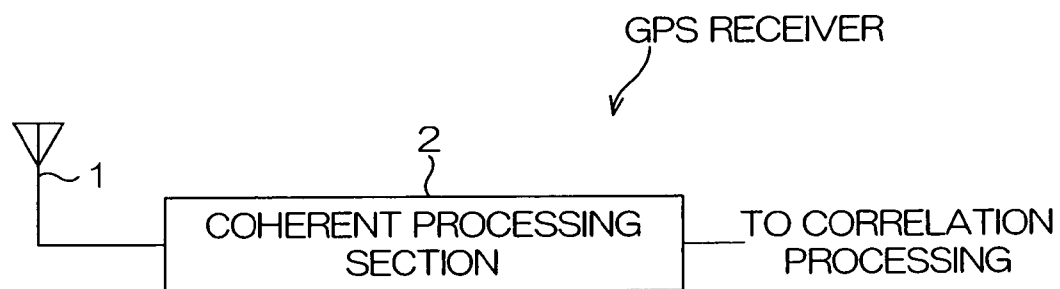 GPS RECEIVER
1
2
COHERENT PROCESSING
SECTION
TO CORRELATION
PROCESSING